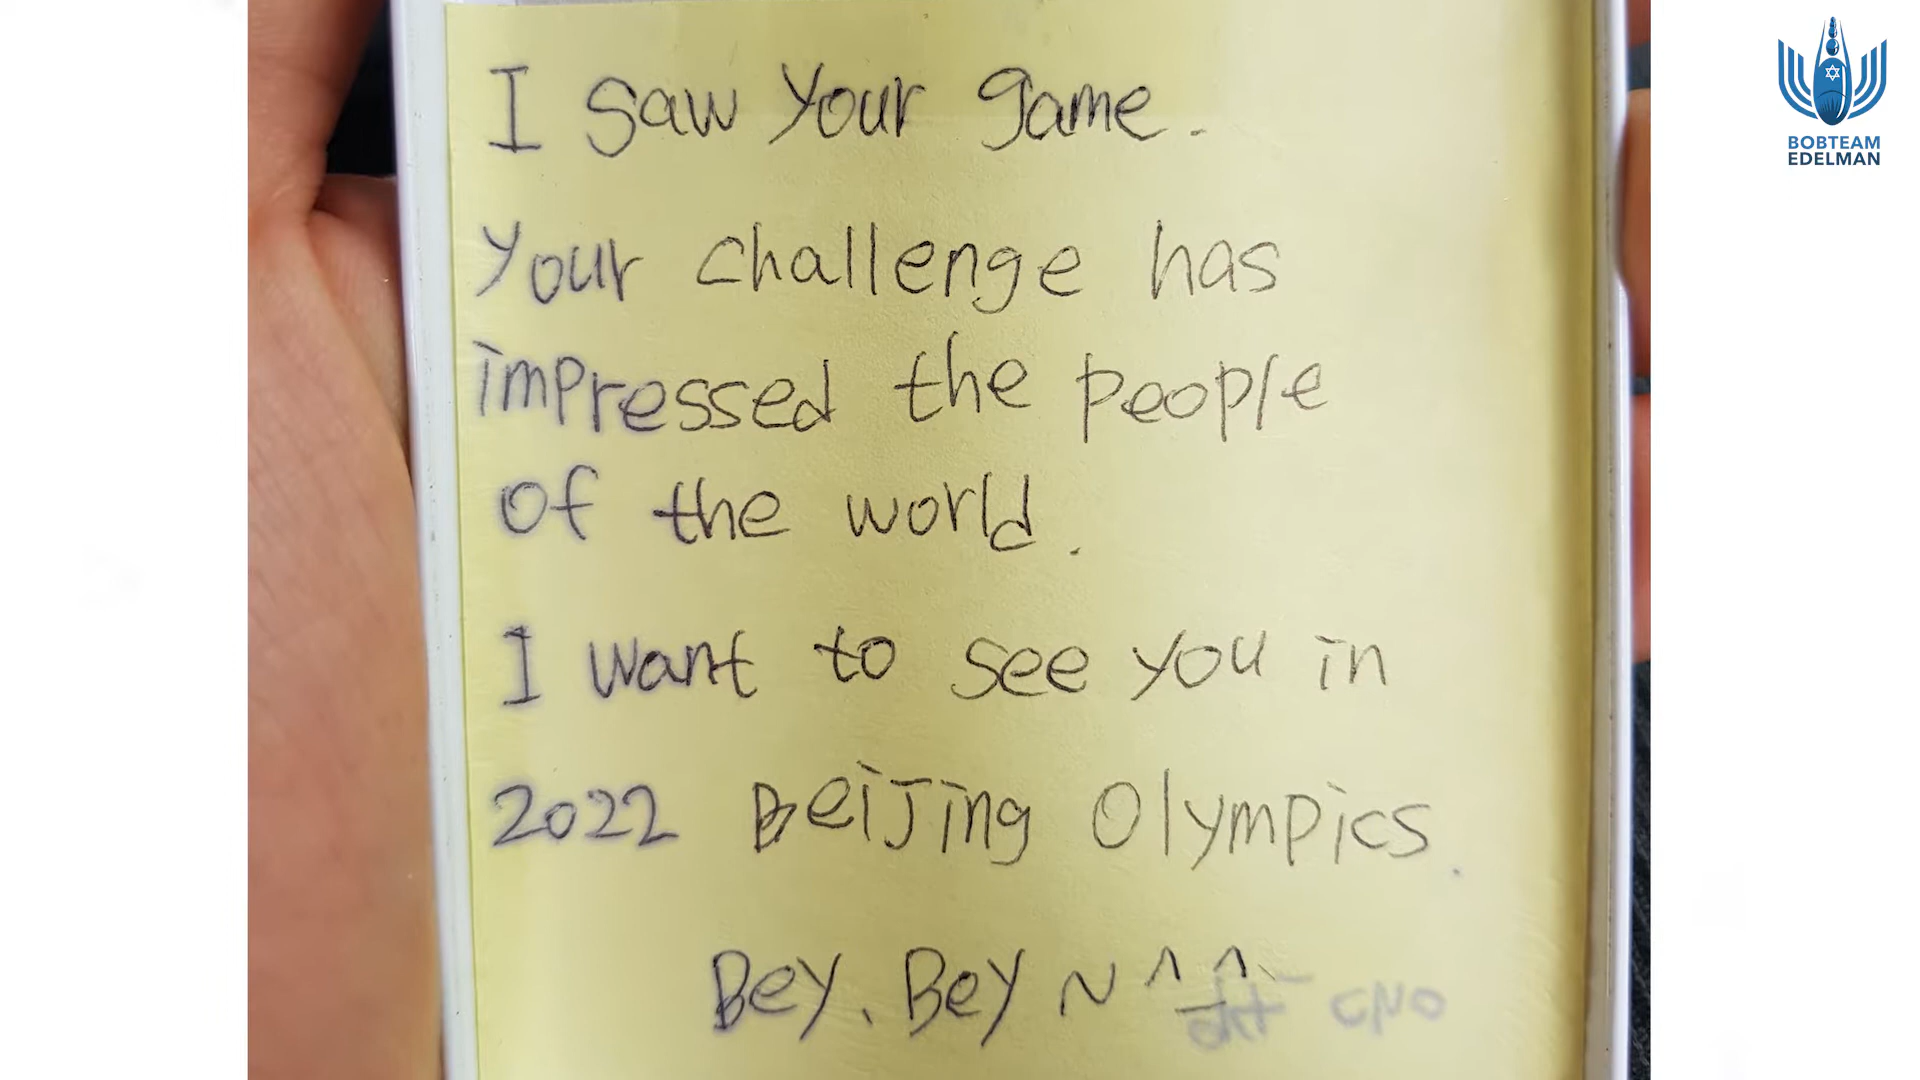 I saw your game.
Your challenge has
impressed the people
of the world.
I want to see you in
2022 Beijing Olympics.
Bey. Bey ~ ^^
BOBTEAM
EDELMAN